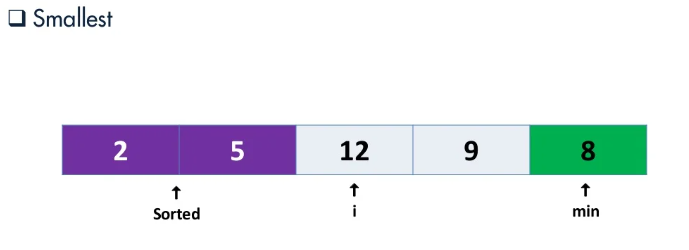 ❑ Smallest
2 5 12 9 8
↑ ↑ ↑
Sorted i min